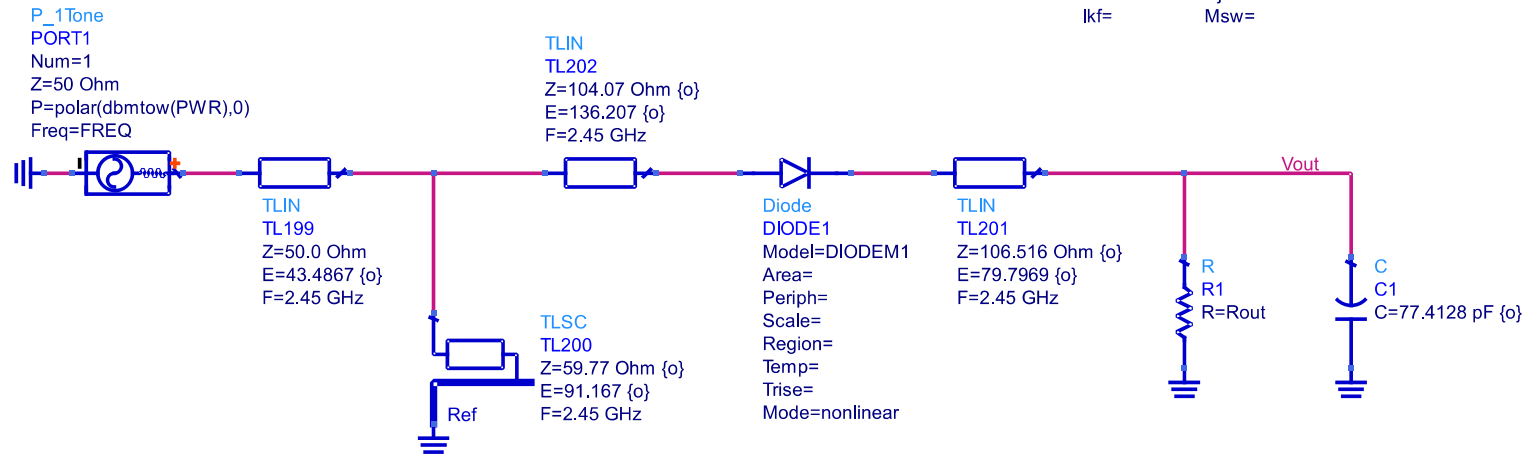 P_1Tone
PORT1
Num=1
Z=50 Ohm
P=polar(dbmtow(PWR),0)
Freq=FREQ
TLIN
TL199
Z=50.0 Ohm
E=43.4867 {o}
F=2.45 GHz
TLSC
TL200
Z=59.77 Ohm {o}
E=91.167 {o}
F=2.45 GHz
Ref
TLIN
TL202
Z=104.07 Ohm {o}
E=136.207 {o}
F=2.45 GHz
Diode
DIODE1
Model=DIODEM1
Area=
Periph=
Scale=
Region=
Temp=
Trise=
Mode=nonlinear
TLIN
TL201
Z=106.516 Ohm {o}
E=79.7969 {o}
F=2.45 GHz
Ikf= Msw=
Vout
R
R1
R=Rout
C
C1
C=77.4128 pF {o}